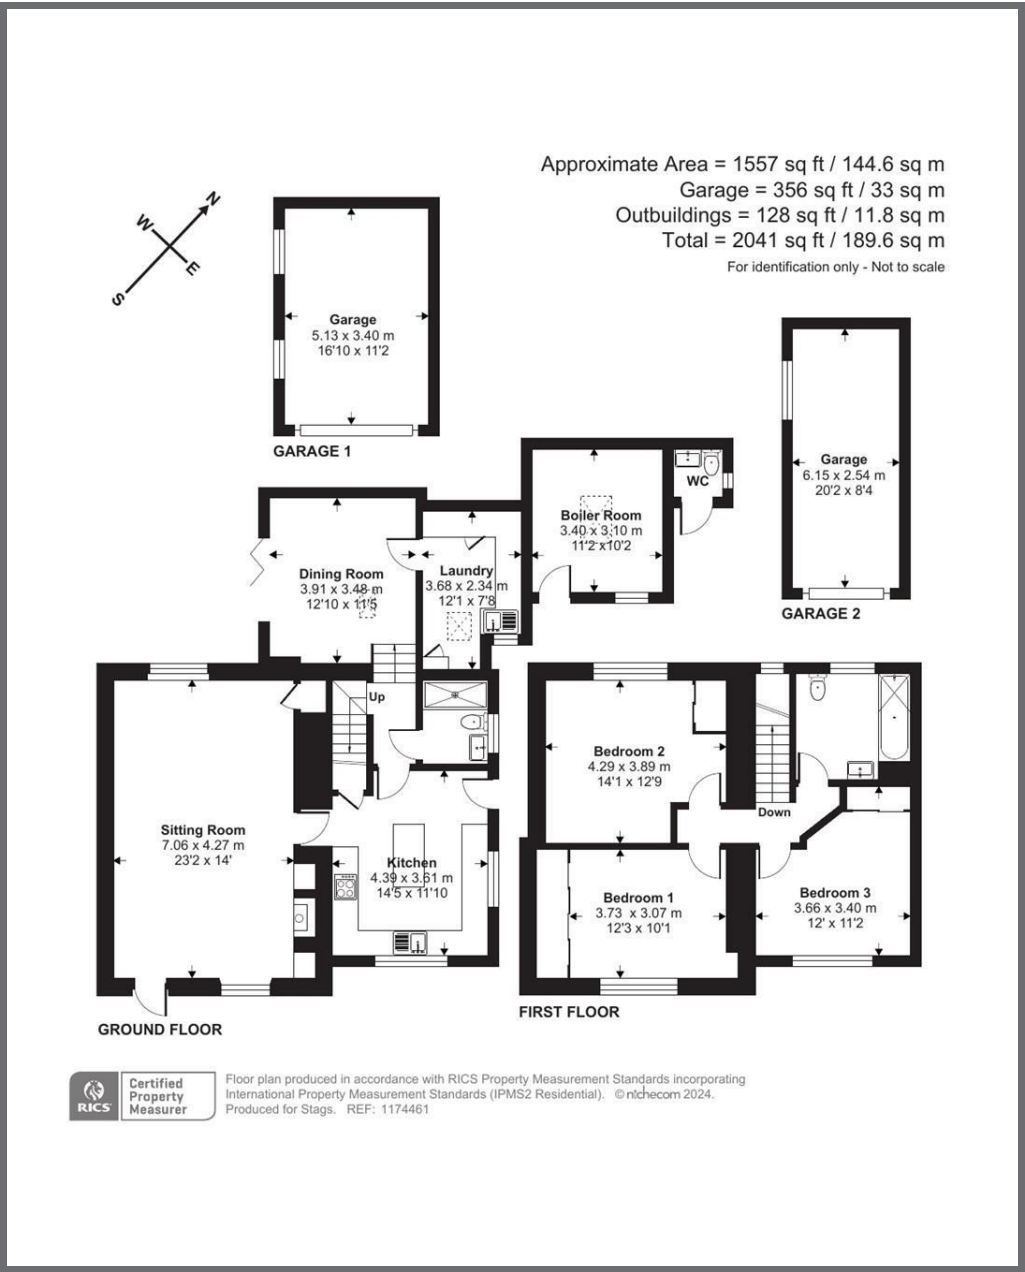 Approximate Area = 1557 sq ft / 144.6 sq m
Garage = 356 sq ft / 33 sq m
Outbuildings = 128 sq ft / 11.8 sq m
Total = 2041 sq ft / 189.6 sq m
For identification only - Not to scale
N
W
E
S
Garage
5.13 x 3.40 m
16'10 x 11'2
GARAGE 1
Garage
6.15 x 2.54 m
20'2 x 8'4
GARAGE 2
WC
Boiler Room
3.40 x 3.10 m
11'2 x10'2
Dining Room
3.91 x 3.48 m
12'10 x 11'5
Laundry
3.68 x 2.34 m
12'1 x 7'8
Up
Sitting Room
7.06 x 4.27 m
23'2 x 14'
Kitchen
4.39 x 3.61 m
14'5 x 11'10
GROUND FLOOR
Bedroom 2
4.29 x 3.89 m
14'1 x 12'9
Down
Bedroom 1
3.73 x 3.07 m
12'3 x 10'1
Bedroom 3
3.66 x 3.40 m
12' x 11'2
FIRST FLOOR
RICS
Certified
Property
Measurer
Floor plan produced in accordance with RICS Property Measurement Standards incorporating
International Property Measurement Standards (IPMS2 Residential). © nichecom 2024.
Produced for Stags. REF: 1174461